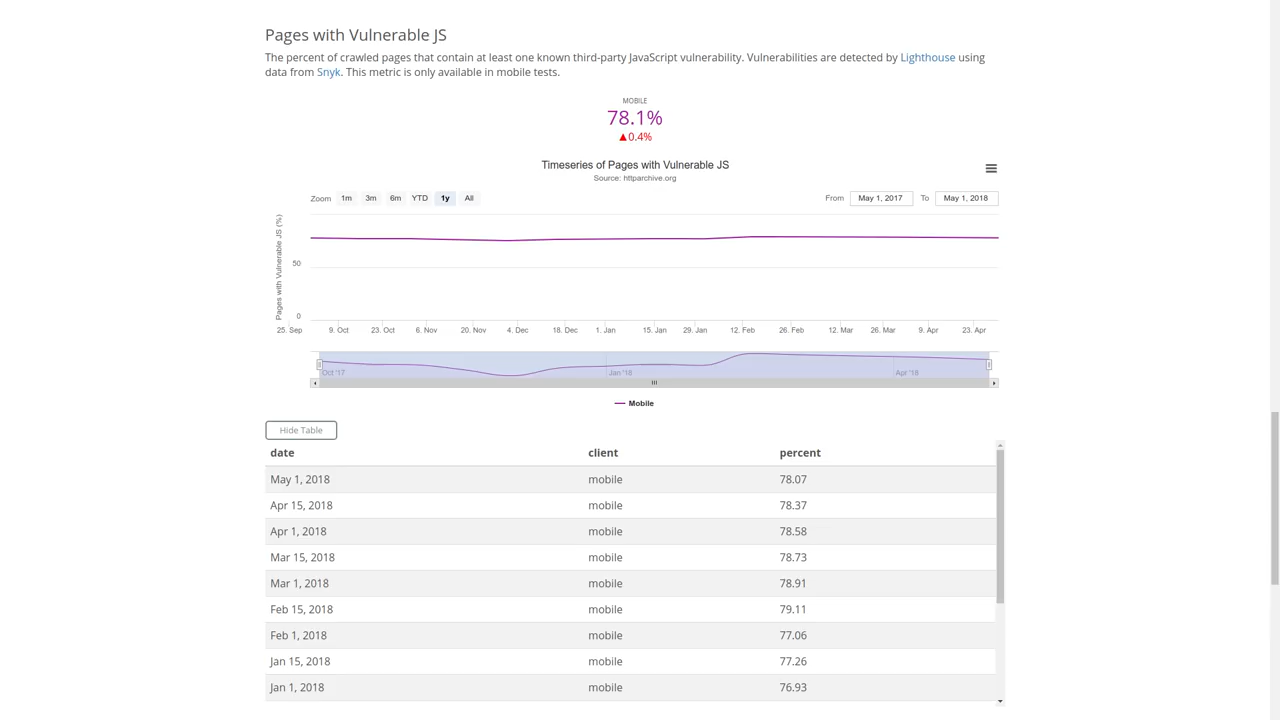 Pages with Vulnerable JS
The percent of crawled pages that contain at least one known third-party JavaScript vulnerability. Vulnerabilities are detected by Lighthouse using
data from Snyk. This metric is only available in mobile tests.
MOBILE
78.1%
▲0.4%
Timeseries of Pages with Vulnerable JS
Source: httparchive.org
Zoom 1m 3m 6m YTD 1y All From May 1, 2017 To May 1, 2018
Pages with Vulnerable JS (%)
50
0
25. Sep 9. Oct 23. Oct 6. Nov 20. Nov 4. Dec 18. Dec 1. Jan 15. Jan 29. Jan 12. Feb 26. Feb 12. Mar 26. Mar 9. Apr 23. Apr
Oct '17 Jan '18 Apr '18
Mobile
Hide Table
date client percent
May 1, 2018 mobile 78.07
Apr 15, 2018 mobile 78.37
Apr 1, 2018 mobile 78.58
Mar 15, 2018 mobile 78.73
Mar 1, 2018 mobile 78.91
Feb 15, 2018 mobile 79.11
Feb 1, 2018 mobile 77.06
Jan 15, 2018 mobile 77.26
Jan 1, 2018 mobile 76.93